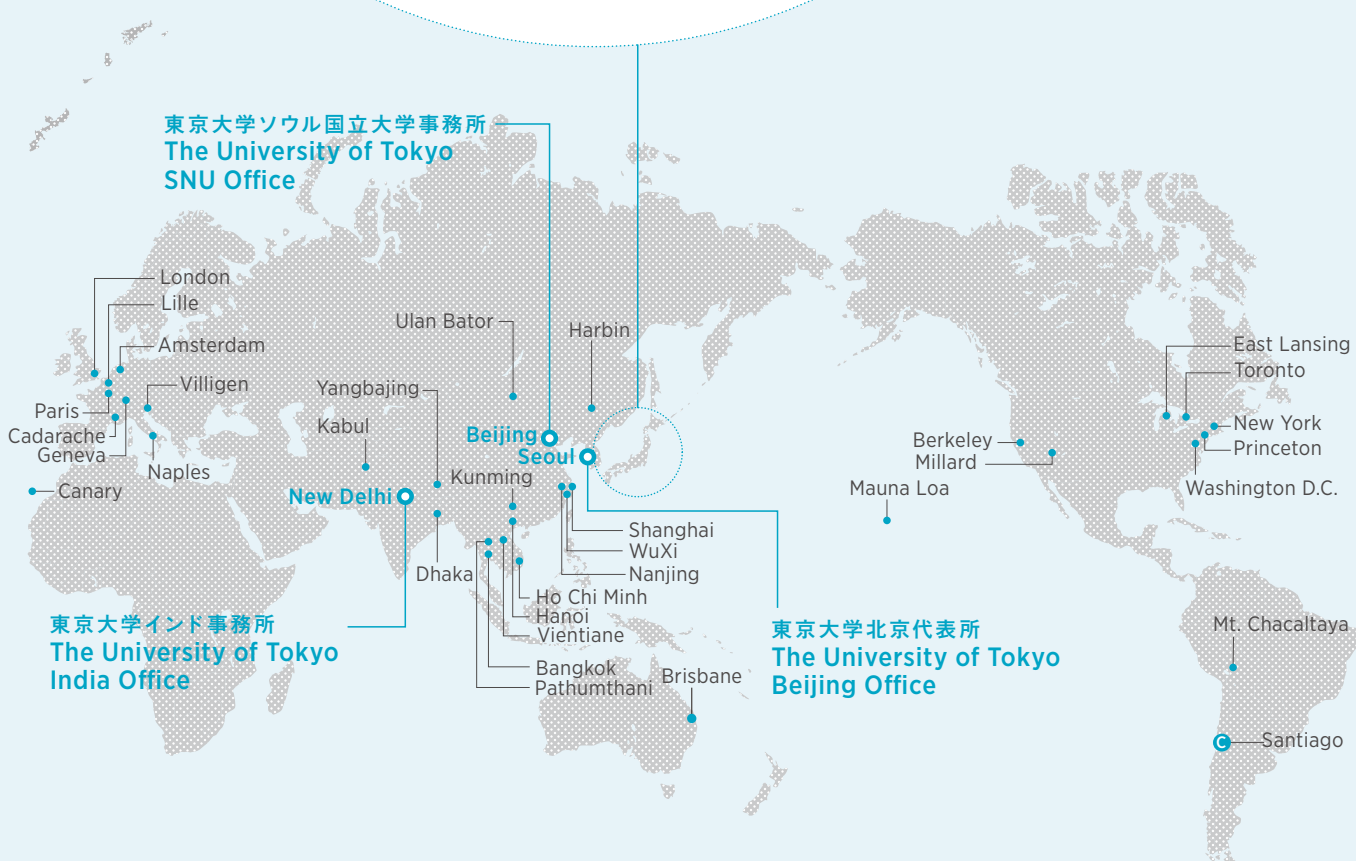 東京大学ソウル国立大学事務所
The University of Tokyo
SNU Office
London
Lille
Amsterdam
Villigen
Paris
Cadarache
Geneva
Naples
Canary
Ulan Bator
Harbin
Yangbajing
Kabul
Beijing
Seoul
Kunming
New Delhi
Dhaka
Shanghai
WuXi
Nanjing
Ho Chi Minh
Hanoi
Vientiane
Bangkok
Pathumthani
Brisbane
東京大学インド事務所
The University of Tokyo
India Office
東京大学北京代表所
The University of Tokyo
Beijing Office
East Lansing
Toronto
New York
Princeton
Washington D.C.
Berkeley
Millard
Mauna Loa
Mt. Chacaltaya
C
Santiago